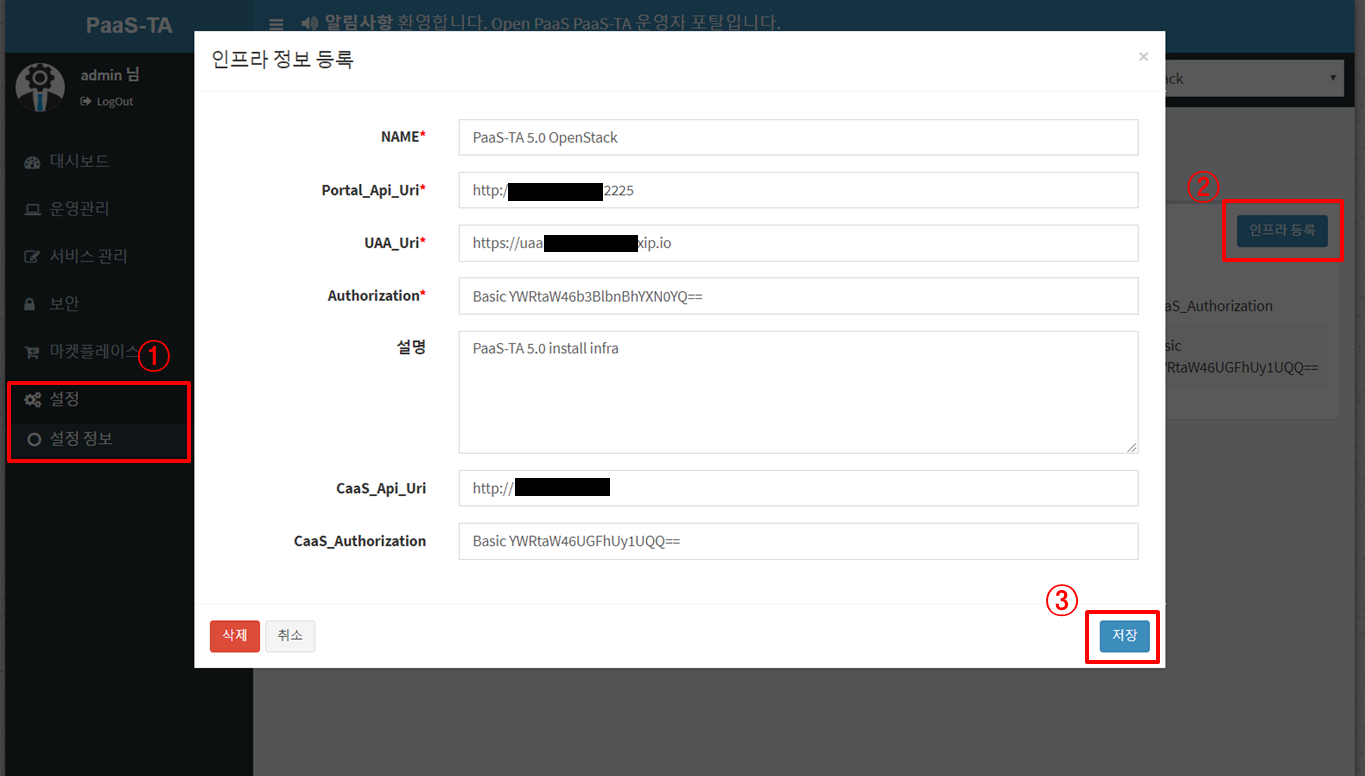 PaaS-TA
알림사항 환영합니다. Open PaaS PaaS-TA 운영자 포탈입니다.
admin 님
LogOut
대시보드
운영관리
서비스 관리
보안
마켓플레이스
①
설정
설정 정보
인프라 정보 등록
×
NAME*
PaaS-TA 5.0 OpenStack
Portal_Api_Uri*
http:/ 2225
UAA_Uri*
https://uaa xip.io
Authorization*
Basic YWRtaW46b3BlbnBhYXN0YQ==
설명
PaaS-TA 5.0 install infra
CaaS_Api_Uri
http://
CaaS_Authorization
Basic YWRtaW46UGFhUy1UQQ==
삭제
취소
③
저장
ck
②
인프라 등록
aS_Authorization
sic
RtaW46UGFhUy1UQQ==